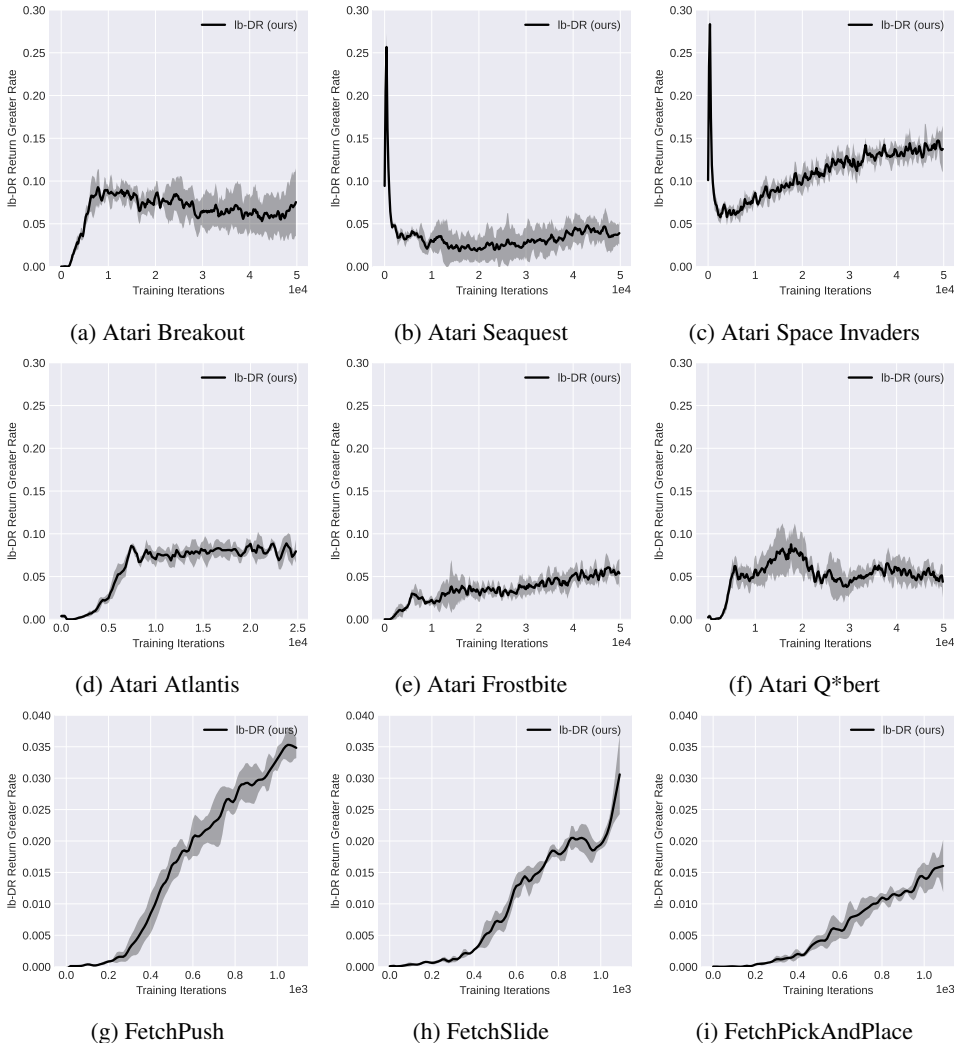 lb-DR Return Greater Rate
0.30
0.25
0.20
0.15
0.10
0.05
0.00
lb-DR (ours)
0 1 2 3 4 5
Training Iterations
1e4
(a) Atari Breakout
lb-DR Return Greater Rate
0.30
0.25
0.20
0.15
0.10
0.05
0.00
lb-DR (ours)
0 1 2 3 4 5
Training Iterations
1e4
(b) Atari Seaquest
lb-DR Return Greater Rate
0.30
0.25
0.20
0.15
0.10
0.05
0.00
lb-DR (ours)
0 1 2 3 4 5
Training Iterations
1e4
(c) Atari Space Invaders
lb-DR Return Greater Rate
0.30
0.25
0.20
0.15
0.10
0.05
0.00
lb-DR (ours)
0.0 0.5 1.0 1.5 2.0 2.5
Training Iterations
1e4
(d) Atari Atlantis
lb-DR Return Greater Rate
0.30
0.25
0.20
0.15
0.10
0.05
0.00
lb-DR (ours)
0 1 2 3 4 5
Training Iterations
1e4
(e) Atari Frostbite
lb-DR Return Greater Rate
0.30
0.25
0.20
0.15
0.10
0.05
0.00
lb-DR (ours)
0 1 2 3 4 5
Training Iterations
1e4
(f) Atari Q*bert
lb-DR Return Greater Rate
0.040
0.035
0.030
0.025
0.020
0.015
0.010
0.005
0.000
lb-DR (ours)
0.0 0.2 0.4 0.6 0.8 1.0
Training Iterations
1e3
(g) FetchPush
lb-DR Return Greater Rate
0.040
0.035
0.030
0.025
0.020
0.015
0.010
0.005
0.000
lb-DR (ours)
0.0 0.2 0.4 0.6 0.8 1.0
Training Iterations
1e3
(h) FetchSlide
lb-DR Return Greater Rate
0.040
0.035
0.030
0.025
0.020
0.015
0.010
0.005
0.000
lb-DR (ours)
0.0 0.2 0.4 0.6 0.8 1.0
Training Iterations
1e3
(i) FetchPickAndPlace